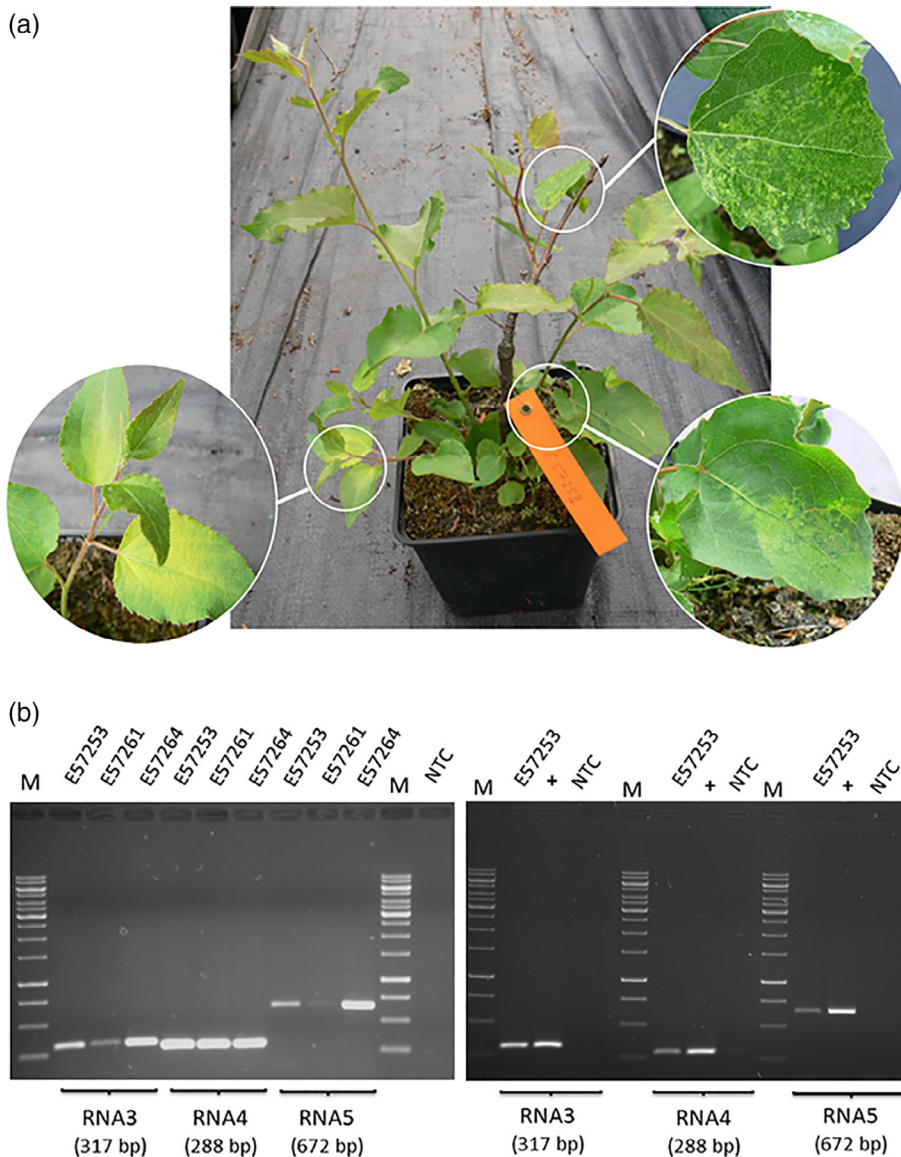 (a)
57253
(b)
M E57253 E57261 E57264 E57253 E57261 E57264 E57253 E57261 E57264 M NTC
M E57253 + NTC M E57253 + NTC M E57253 + NTC
RNA3 RNA4 RNA5
(317 bp) (288 bp) (672 bp)
RNA3 RNA4 RNA5
(317 bp) (288 bp) (672 bp)